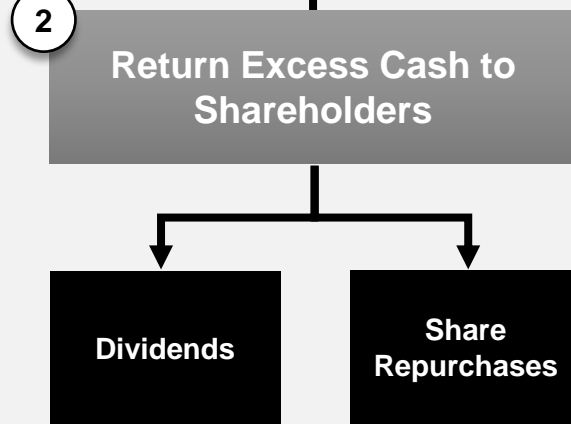 2
Return Excess Cash to
Shareholders
Dividends
Share
Repurchases